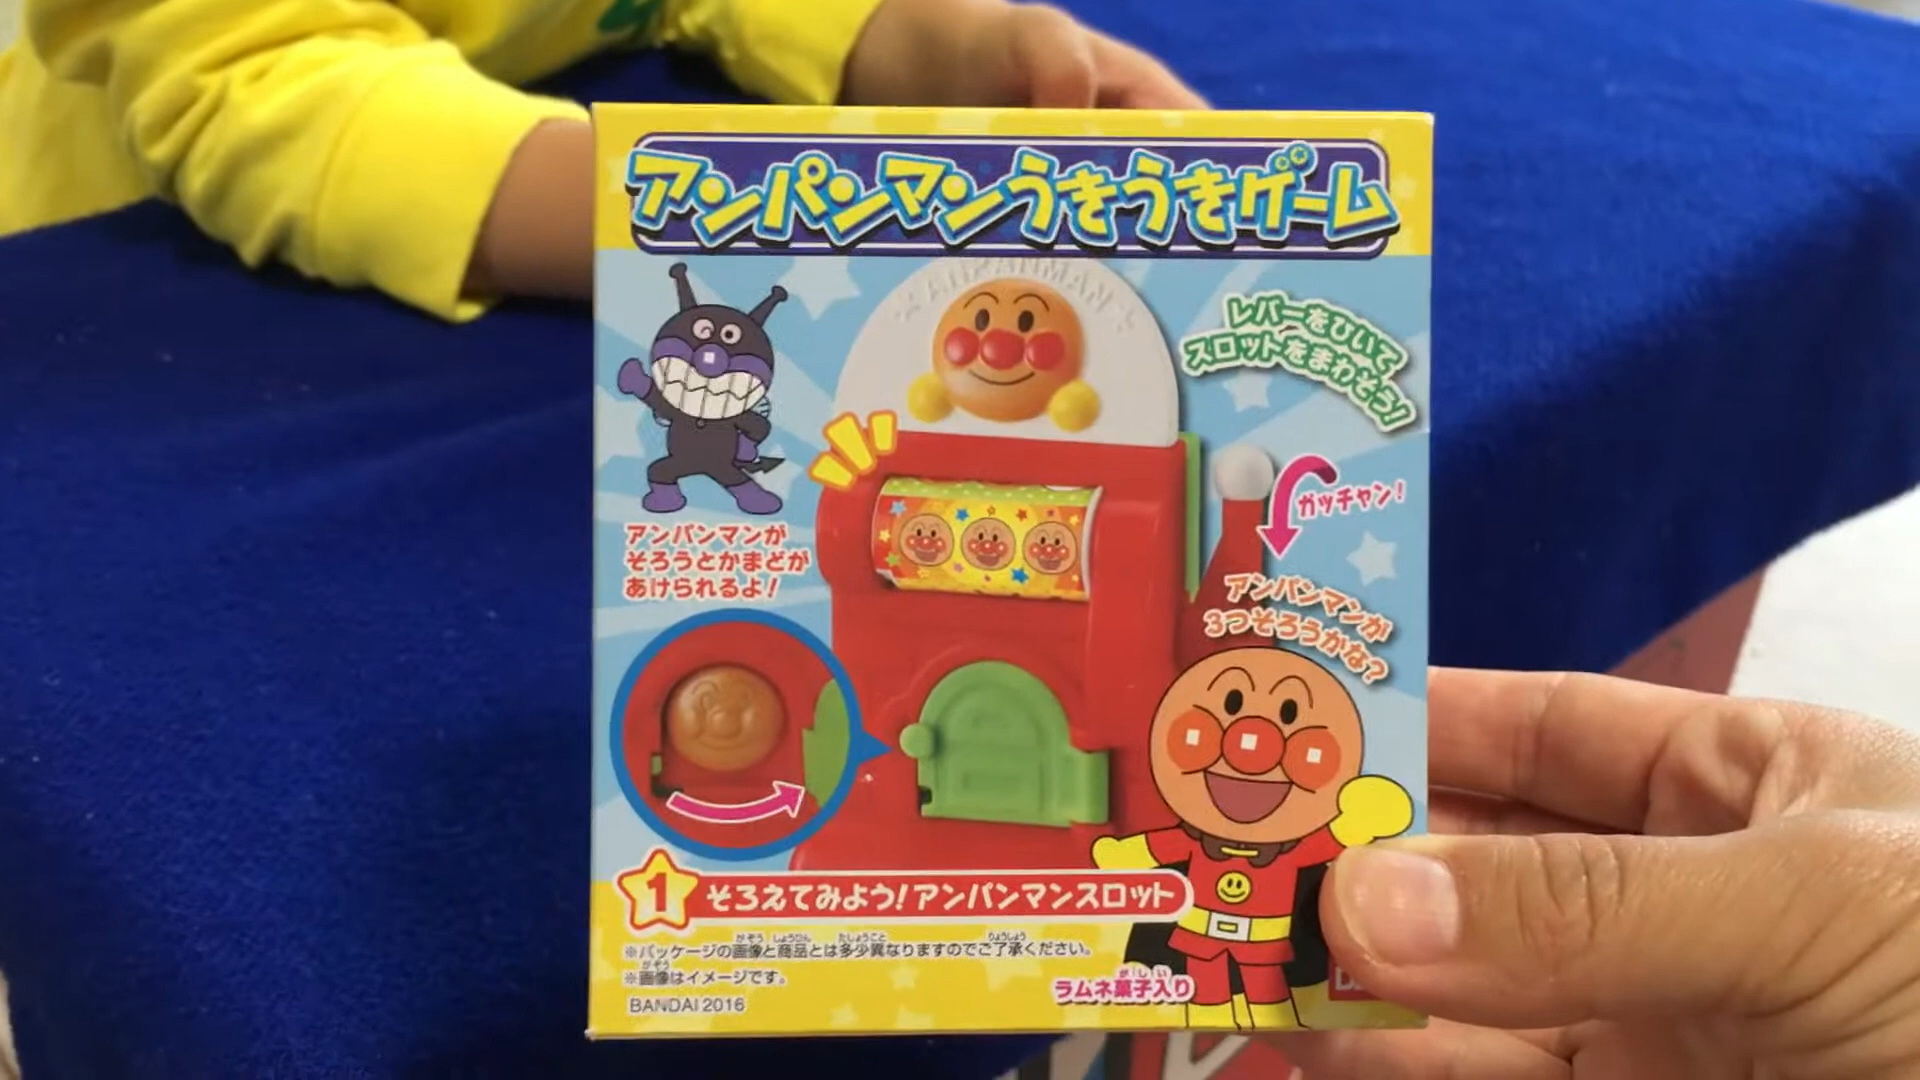 アンパンマンうきうきゲーム
ANPANMAN
レバーをひいて
スロットをまわそう!
ガッチャン!
アンパンマンが
そろうとかまどが
あけられるよ!
アンパンマンが
3つそろうかな?
1 そろえてみよう!アンパンマンスロット
※パッケージの画像と商品とは多少異なりますのでご了承ください。
※画像はイメージです。
BANDAI 2016
ラムネ菓子入り